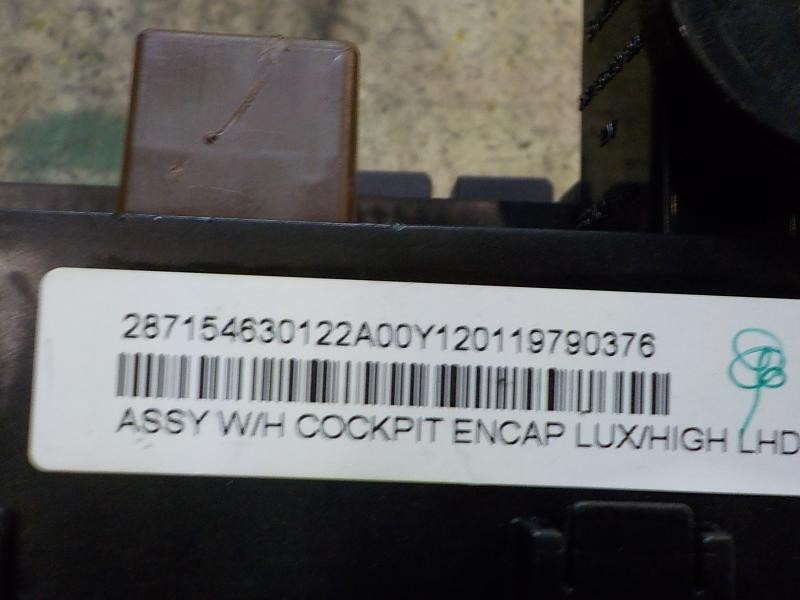 287154630122A00Y120119790376
ASSY W/H COCKPIT ENCAP LUX/HIGH LHD